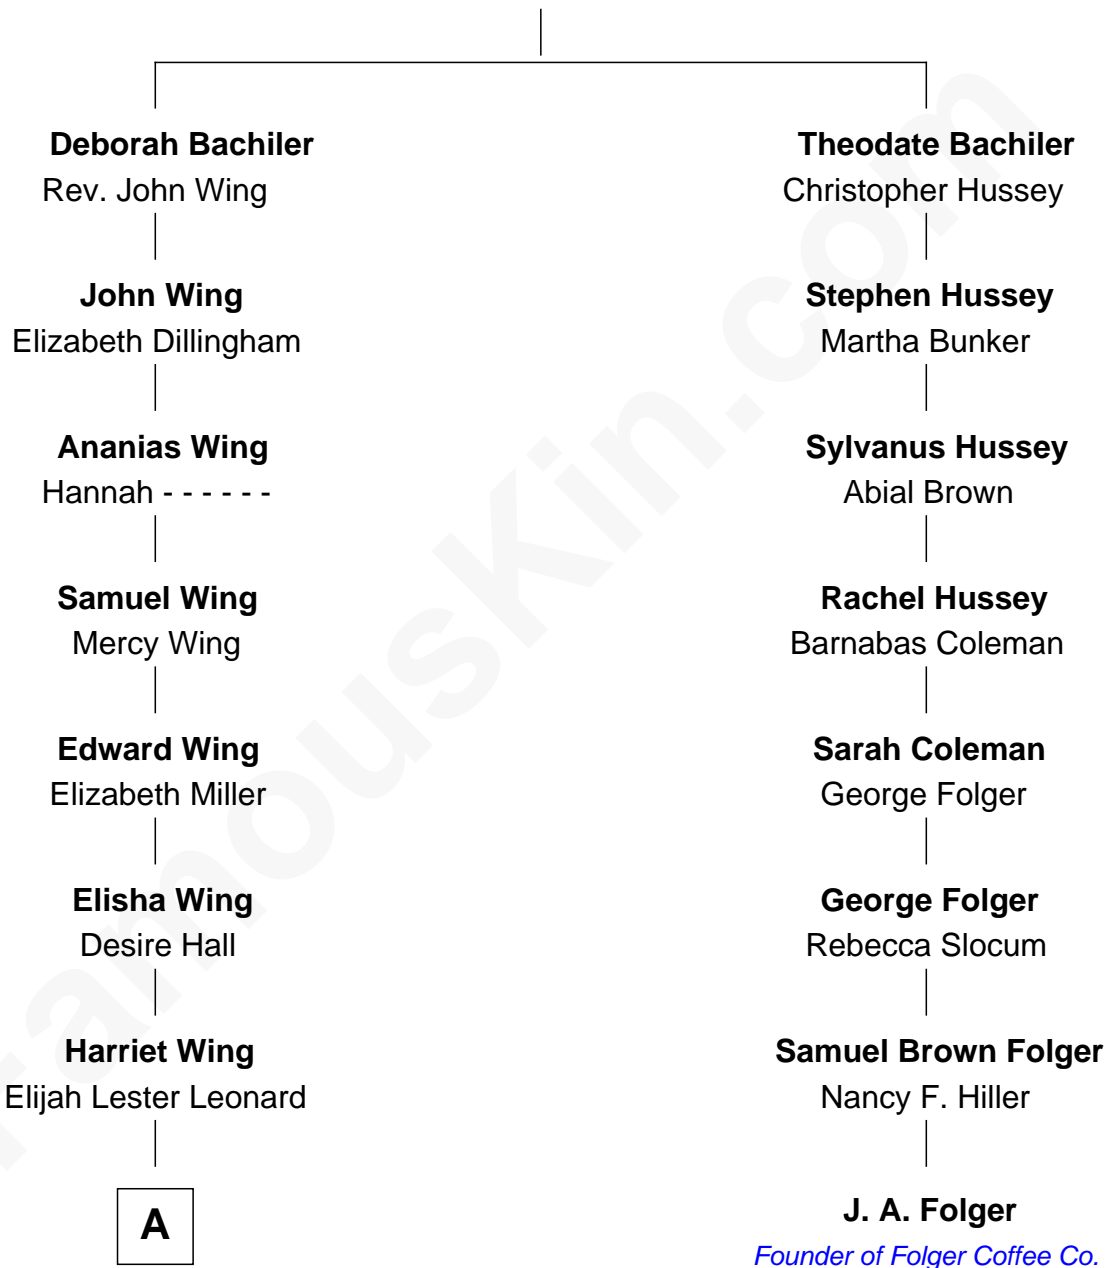 Deborah Bachiler
Rev. John Wing
John Wing
Elizabeth Dillingham
Ananias Wing
Hannah - - - - - -
Samuel Wing
Mercy Wing
Edward Wing
Elizabeth Miller
Elisha Wing
Desire Hall
Harriet Wing
Elijah Lester Leonard
A
Theodate Bachiler
Christopher Hussey
Stephen Hussey
Martha Bunker
Sylvanus Hussey
Abial Brown
Rachel Hussey
Barnabas Coleman
Sarah Coleman
George Folger
George Folger
Rebecca Slocum
Samuel Brown Folger
Nancy F. Hiller
J. A. Folger
Founder of Folger Coffee Co.
FamousKin.com